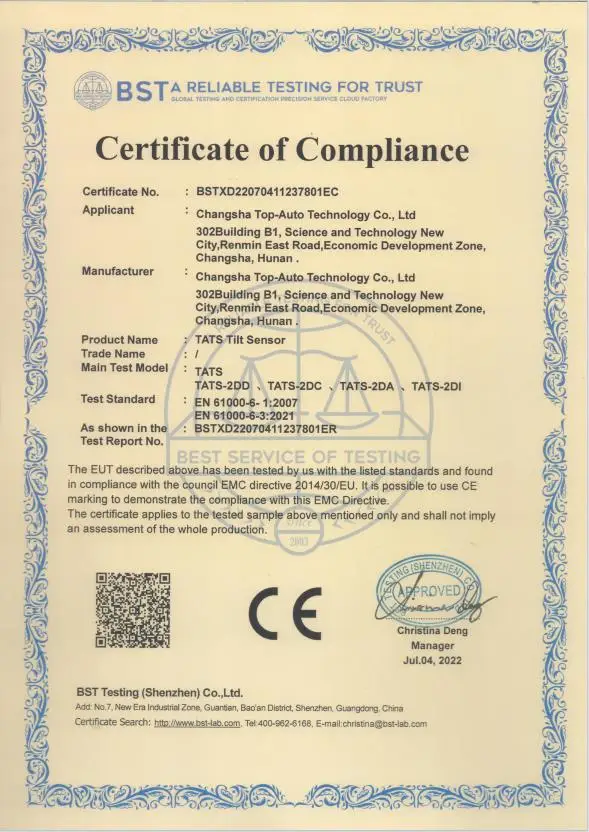 BST A RELIABLE TESTING FOR TRUST
GLOBAL TESTING AND CERTIFICATION PRECISION SERVICE CLOUD FACTORY
Certificate of Compliance
Certificate No. : BSTXD22070411237801EC
Applicant : Changsha Top-Auto Technology Co., Ltd
302Building B1, Science and Technology New
City,Renmin East Road,Economic Development Zone,
Changsha, Hunan .
Manufacturer : Changsha Top-Auto Technology Co., Ltd
302Building B1, Science and Technology New
City,Renmin East Road,Economic Development Zone,
Changsha, Hunan .
Product Name : TATS Tilt Sensor
Trade Name : /
Main Test Model : TATS
TATS-2DD 、TATS-2DC 、TATS-2DA 、TATS-2DI
Test Standard : EN 61000-6- 1:2007
EN 61000-6-3:2021
As shown in the : BSTXD22070411237801ER
Test Report No.
BEST SERVICE OF TESTING
The EUT described above has been tested by us with the listed standards and found
in compliance with the council EMC directive 2014/30/EU. It is possible to use CE
marking to demonstrate the compliance with this EMC Directive.
The certificate applies to the tested sample above mentioned only and shall not imply
an assessment of the whole production.
Since
2003
CE
TESTING (SHENZHEN) CO
APPROVED
Christina Deng
Manager
Jul.04, 2022
BST Testing (Shenzhen) Co.,Ltd.
Add: No.7, New Era Industrial Zone, Guantian, Bao'an District, Shenzhen, Guangdong, China
Certificate Search: http://www.bst-lab.com, Tel:400-962-6168, E-mail:christina@bst-lab.com